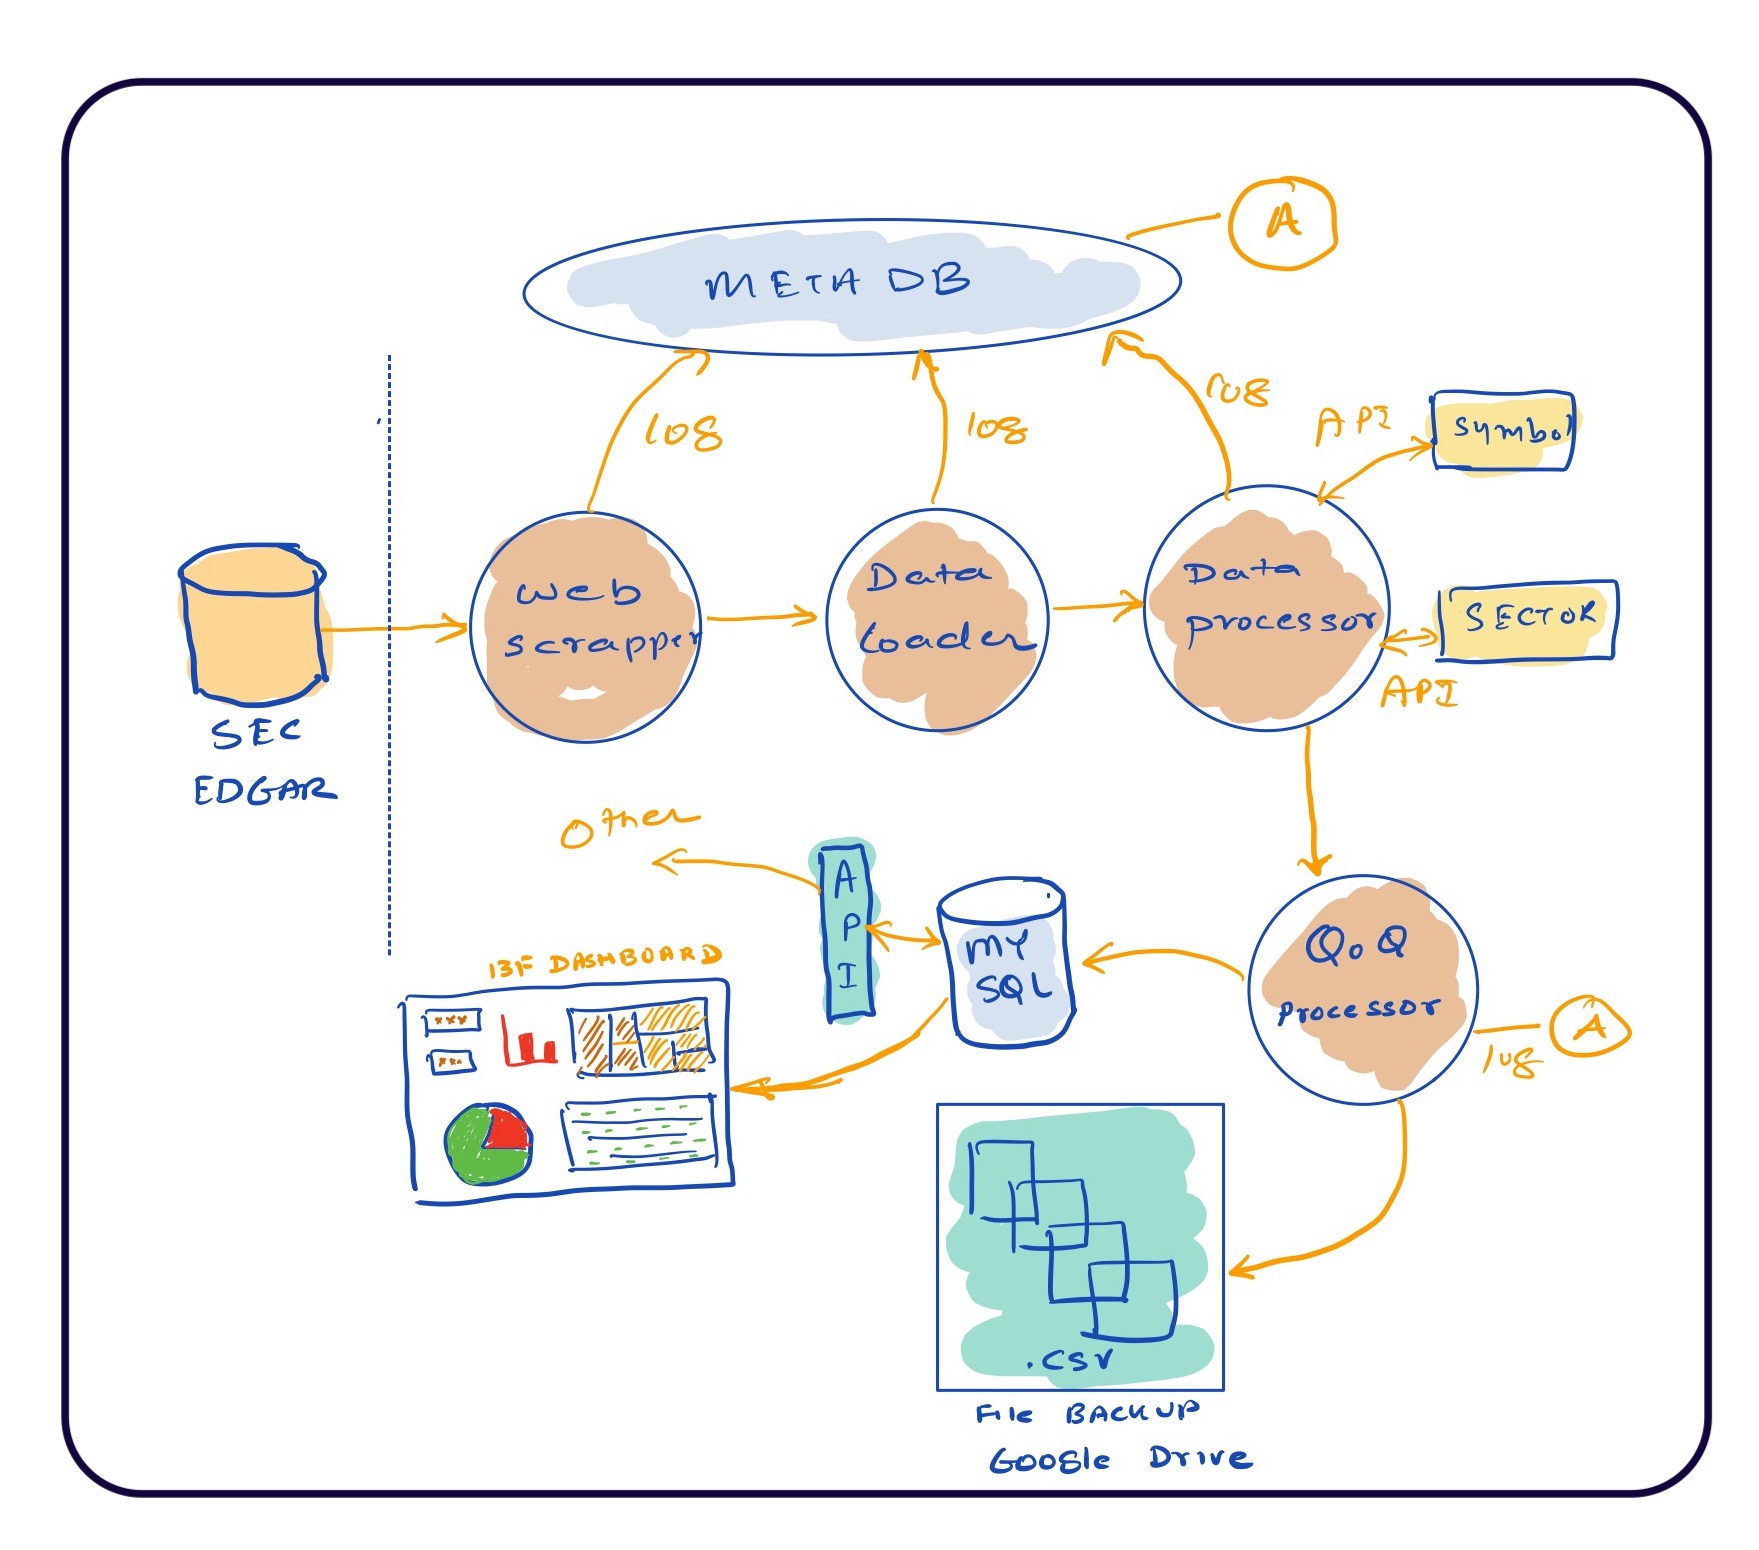 A
META DB
log
log
log
API
Symbol
Web
scrapper
Data
Loader
Data
processor
SECTOR
API
SEC
EDGAR
Other
API
MY
SQL
QoQ
processor
13F DASHBOARD
***
***
log
A
.CSV
File BACKUP
Google Drive